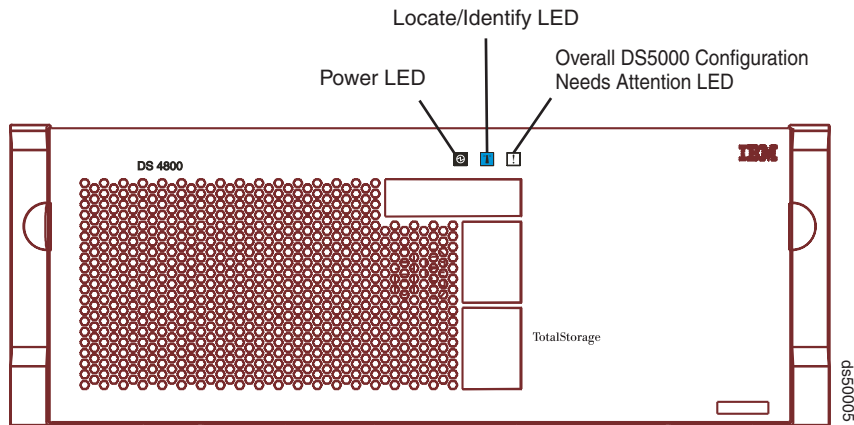 Locate/Identify LED
Power LED
Overall DS5000 Configuration
Needs Attention LED
DS 4800
IBM
TotalStorage
ds50005